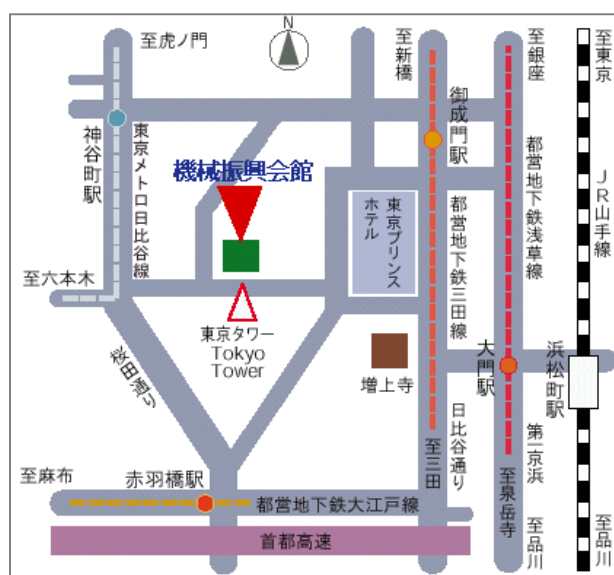 至虎ノ門
N
至新橋
至銀座
至東京
御成門駅
神谷町駅
東京メトロ日比谷線
機械振興会館
都営地下鉄浅草線
JR山手線
東京プリンス
ホテル
都営地下鉄三田線
至六本木
東京タワー
Tokyo
Tower
桜田通り
増上寺
大門駅
浜松町駅
日比谷通り
第一京浜
至三田
至麻布
赤羽橋駅
都営地下鉄大江戸線
至泉岳寺
至品川
至品川
首都高速